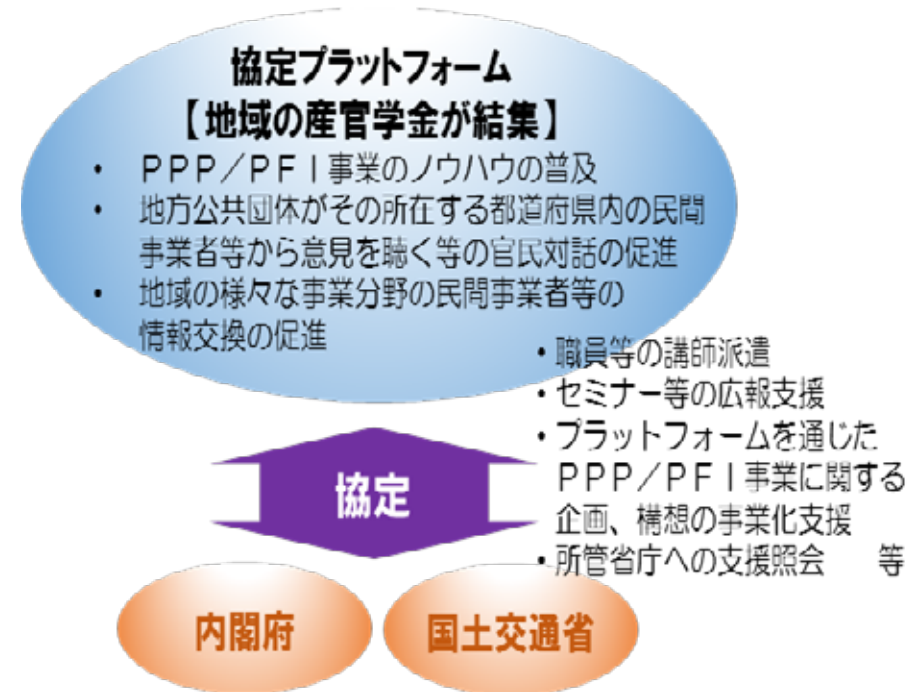 協定プラットフォーム
【地域の産官学金が結集】
・ PPP/PFI事業のノウハウの普及
・ 地方公共団体がその所在する都道府県内の民間
事業者等から意見を聴く等の官民対話の促進
・ 地域の様々な事業分野の民間事業者等の
情報交換の促進
・職員等の講師派遣
・セミナー等の広報支援
・プラットフォームを通じた
PPP/PFI事業に関する
企画、構想の事業化支援
・所管省庁への支援照会 等
協定
内閣府
国土交通省